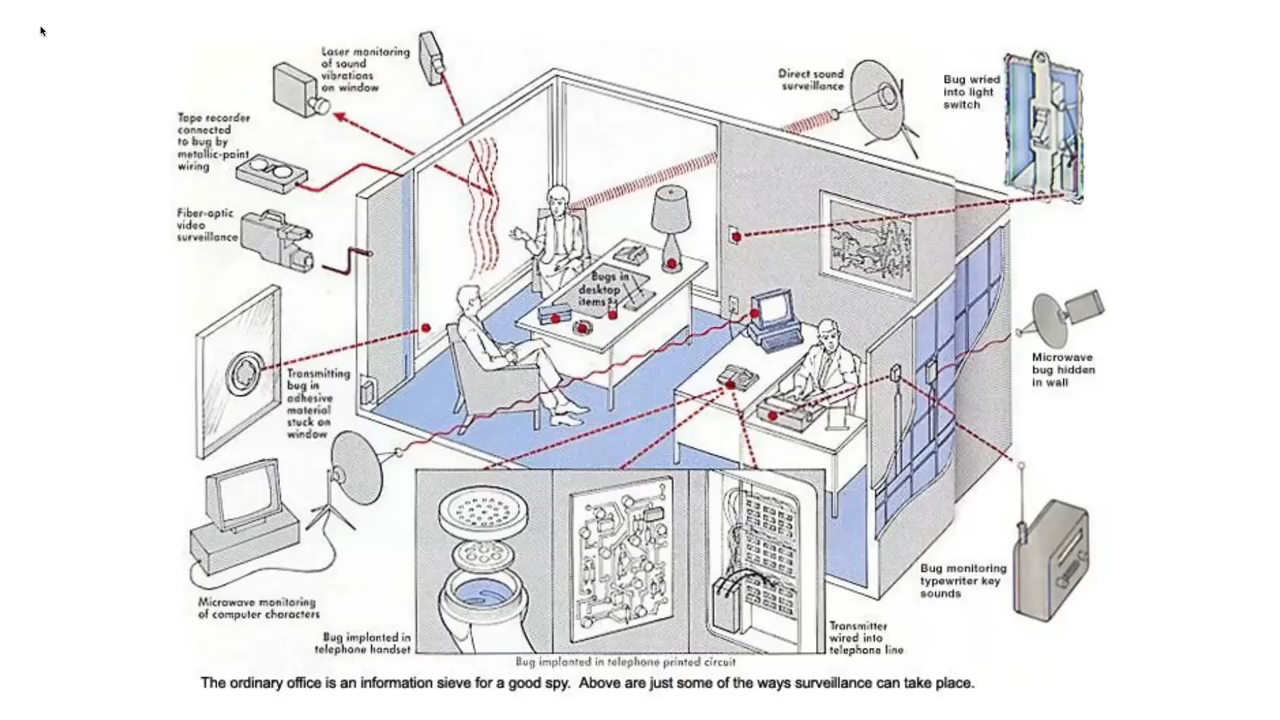 Laser monitoring
of sound
vibrations
on window
Direct sound
surveillance
Bug wried
into light
switch
Tape recorder
connected
to bug by
metallic-paint
wiring
Fiber-optic
video
surveillance
Bugs in
desktop
items
Transmitting
bug in
adhesive
material
stuck on
window
Microwave
bug hidden
in wall
Microwave monitoring
of computer characters
Bug monitoring
typewriter key
sounds
Bug implanted in
telephone handset
Bug implanted in telephone printed circuit
Transmitter
wired into
telephone line
The ordinary office is an information sieve for a good spy.  Above are just some of the ways surveillance can take place.